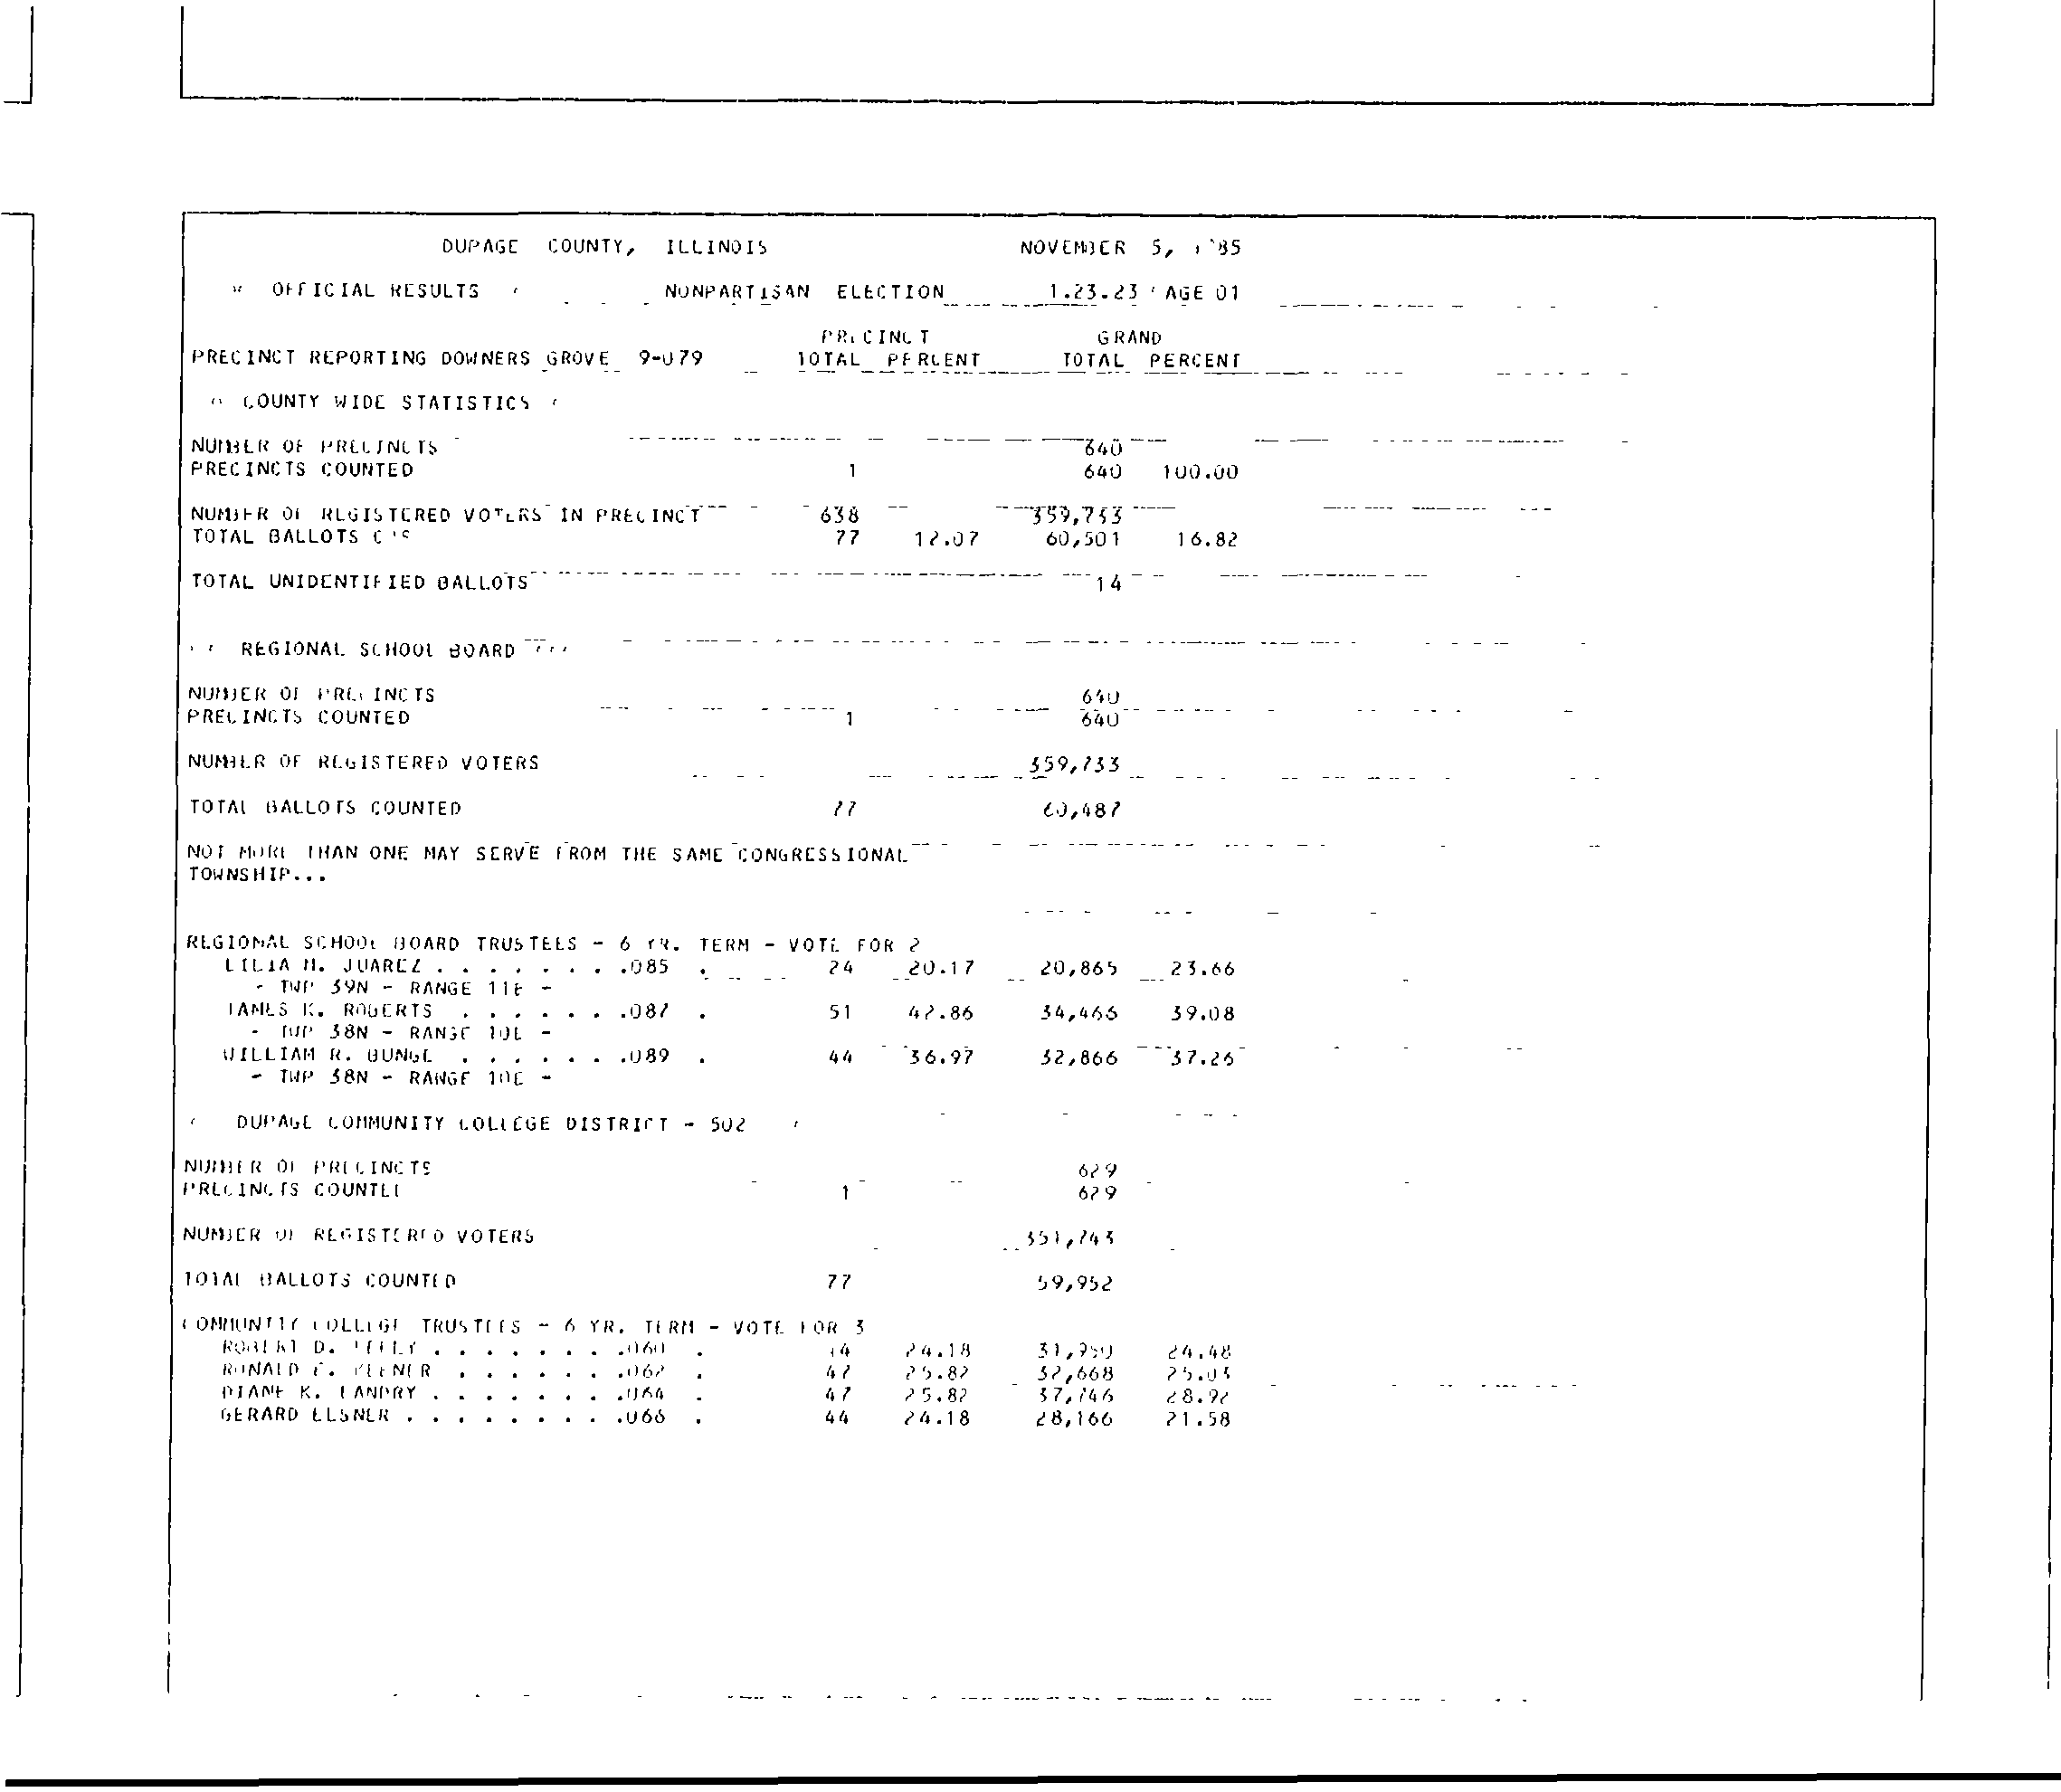 DUPAGE COUNTY, ILLINOIS NOVEMBER 5,
OFFICIAL RESULTS NONPARTISAN ELECTION 1.23.23 PAGE 01
PRECINCT GRAND
PRECINCT REPORTING DOWNERS GROVE 9-079 TOTAL PERCENT TOTAL PERCENT
COUNTY WIDE STATISTICS
NUMBER OF PRECINCTS 640
PRECINCTS COUNTED 1 640 100.00
NUMBER OF REGISTERED VOTERS IN PRECINCT 638 359,733
TOTAL BALLOTS 77 12.07 60,501 16.82
TOTAL UNIDENTIFIED BALLOTS 14
REGIONAL SCHOOL BOARD
NUMBER OF PRECINCTS 640
PRECINCTS COUNTED 1 640
NUMBER OF REGISTERED VOTERS 359,733
TOTAL BALLOTS COUNTED 77 60,487
NOT MORE THAN ONE MAY SERVE FROM THE SAME CONGRESSIONAL
TOWNSHIP...
REGIONAL SCHOOL BOARD TRUSTEES - 6 YR. TERM - VOTE FOR 2
LILIA M. JUAREZ . . . . . . . .085 . 24 20.17 20,865 23.66
- TWP 39N - RANGE 11E -
JAMES K. ROBERTS . . . . . . .087 . 51 42.86 34,466 39.08
- TWP 38N - RANGE 10E -
WILLIAM R. BUNGE . . . . . . .089 . 44 36.97 32,866 37.26
- TWP 38N - RANGE 10E -
DUPAGE COMMUNITY COLLEGE DISTRICT - 502
NUMBER OF PRECINCTS 629
PRECINCTS COUNTED 1 629
NUMBER OF REGISTERED VOTERS 351,743
TOTAL BALLOTS COUNTED 77 59,952
COMMUNITY COLLEGE TRUSTEES - 6 YR. TERM - VOTE FOR 3
ROBERT D. . . . . . . . .060 . 44 24.18 31,950 24.48
RONALD . . . . . . .062 . 47 25.82 32,668 25.03
DIANE K. LANDRY . . . . . . . .064 . 47 25.82 37,746 28.92
GERARD ELSNER . . . . . . . . .066 . 44 24.18 28,166 21.58